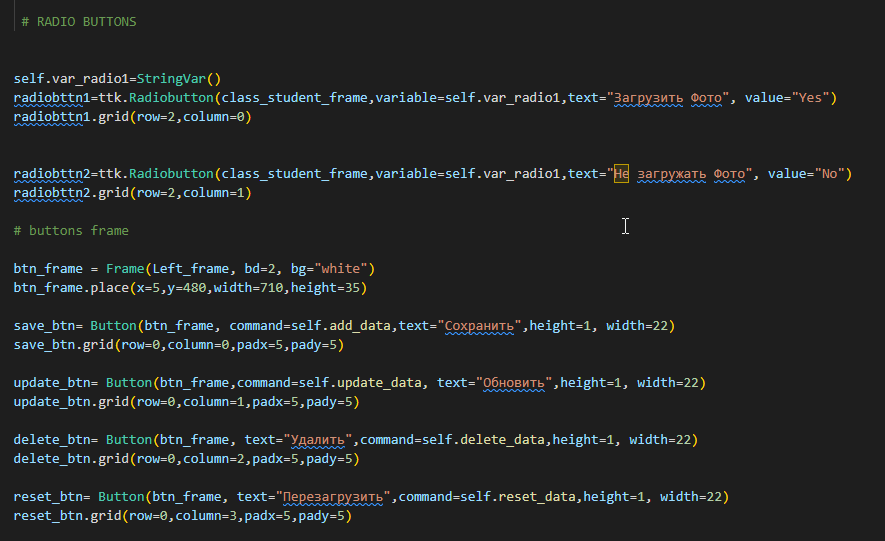 # RADIO BUTTONS
self.var_radio1=StringVar()
radiobttn1=ttk.Radiobutton(class_student_frame,variable=self.var_radio1,text="Загрузить Фото", value="Yes")
radiobttn1.grid(row=2,column=0)
radiobttn2=ttk.Radiobutton(class_student_frame,variable=self.var_radio1,text="Не загружать Фото", value="No")
radiobttn2.grid(row=2,column=1)
# buttons frame
btn_frame = Frame(Left_frame, bd=2, bg="white")
btn_frame.place(x=5,y=480,width=710,height=35)
save_btn= Button(btn_frame, command=self.add_data,text="Сохранить",height=1, width=22)
save_btn.grid(row=0,column=0,padx=5,pady=5)
update_btn= Button(btn_frame,command=self.update_data, text="Обновить",height=1, width=22)
update_btn.grid(row=0,column=1,padx=5,pady=5)
delete_btn= Button(btn_frame, text="Удалить",command=self.delete_data,height=1, width=22)
delete_btn.grid(row=0,column=2,padx=5,pady=5)
reset_btn= Button(btn_frame, text="Перезагрузить",command=self.reset_data,height=1, width=22)
reset_btn.grid(row=0,column=3,padx=5,pady=5)